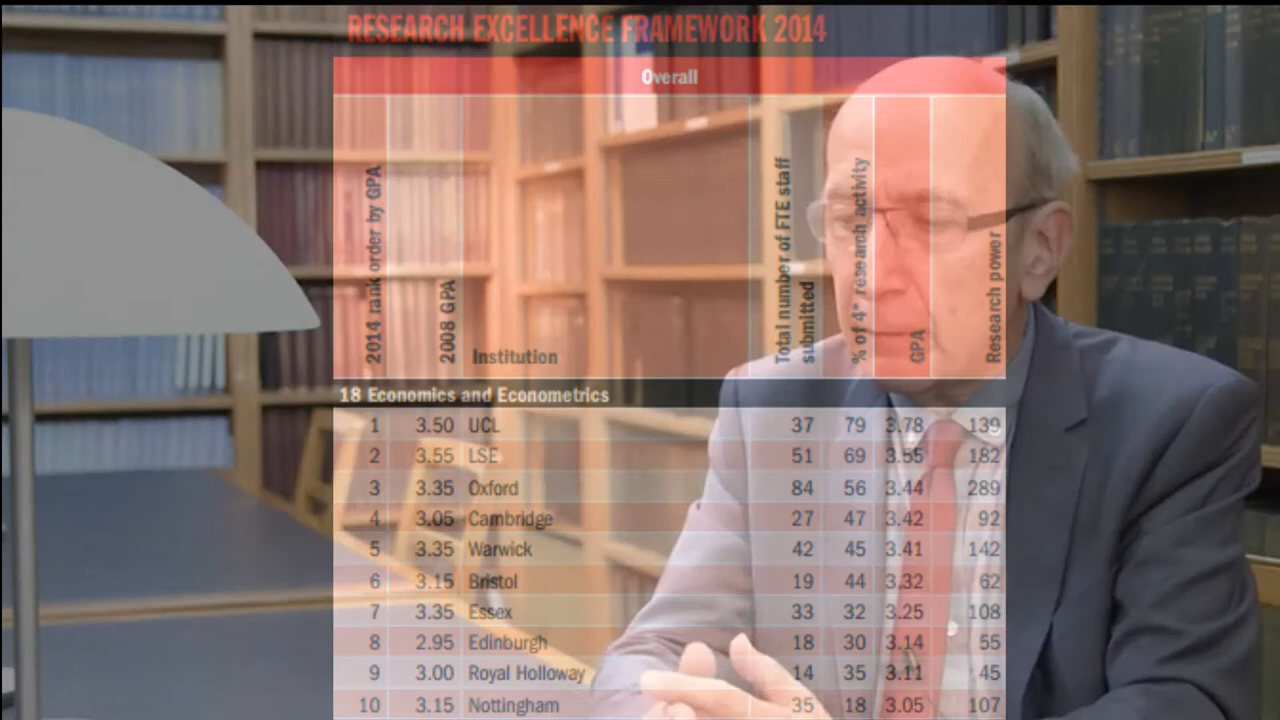 RESEARCH EXCELLENCE FRAMEWORK 2014
Overall
2014 rank order by GPA
2008 GPA
Institution
Total number of FTE staff
submitted
% of 4* research activity
GPA
Research power
18 Economics and Econometrics
1 3.50 UCL 37 79 3.78 139
2 3.55 LSE 51 69 3.55 182
3 3.35 Oxford 84 56 3.44 289
4 3.05 Cambridge 27 47 3.42 92
5 3.35 Warwick 42 45 3.41 142
6 3.15 Bristol 19 44 3.32 62
7 3.35 Essex 33 32 3.25 108
8 2.95 Edinburgh 18 30 3.14 55
9 3.00 Royal Holloway 14 35 3.11 45
10 3.15 Nottingham 35 18 3.05 107